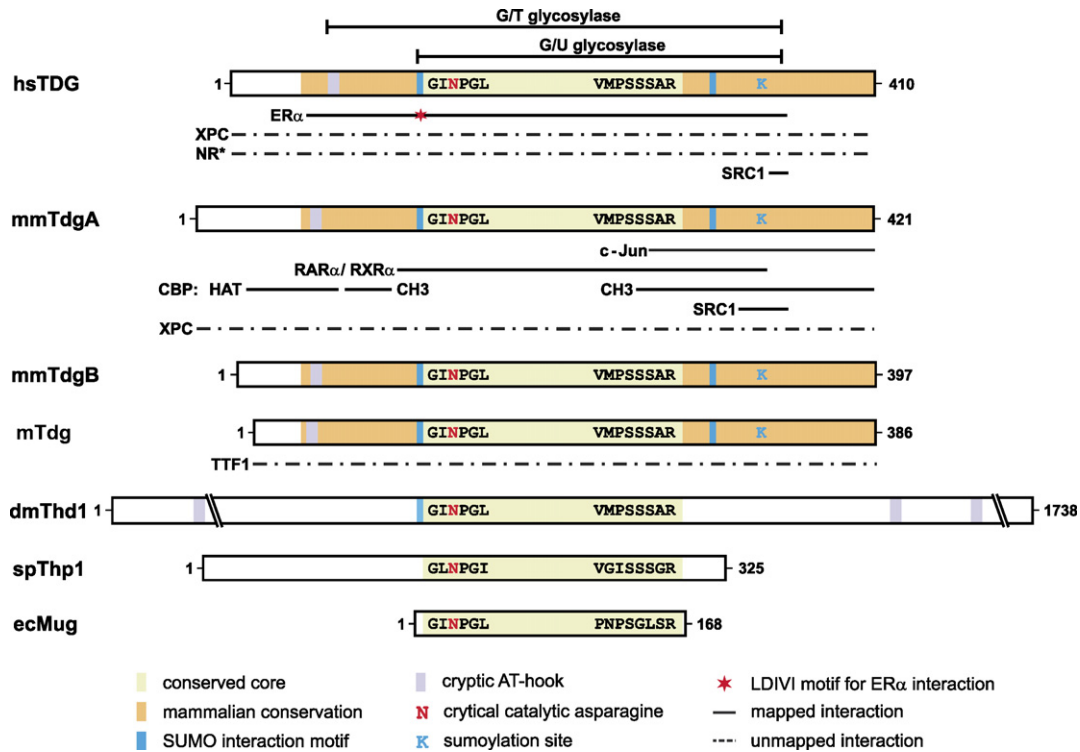 G/T glycosylase
G/U glycosylase
hsTDG 1 GINPGL VMPSSSAR K 410
ERα
XPC
NR*
SRC1
mmTdgA 1 GINPGL VMPSSSAR K 421
c-Jun
RARα/ RXRα
CBP: HAT CH3 CH3
SRC1
XPC
mmTdgB 1 GINPGL VMPSSSAR K 397
mTdg 1 GINPGL VMPSSSAR K 386
TTF1
dmThd1 1 GINPGL VMPSSSAR 1738
spThp1 1 GLNPGI VGISSSGR 325
ecMug 1 GINPGL PNPSGLSR 168
conserved core cryptic AT-hook LDIVI motif for ERα interaction
mammalian conservation N crytical catalytic asparagine mapped interaction
SUMO interaction motif K sumoylation site unmapped interaction